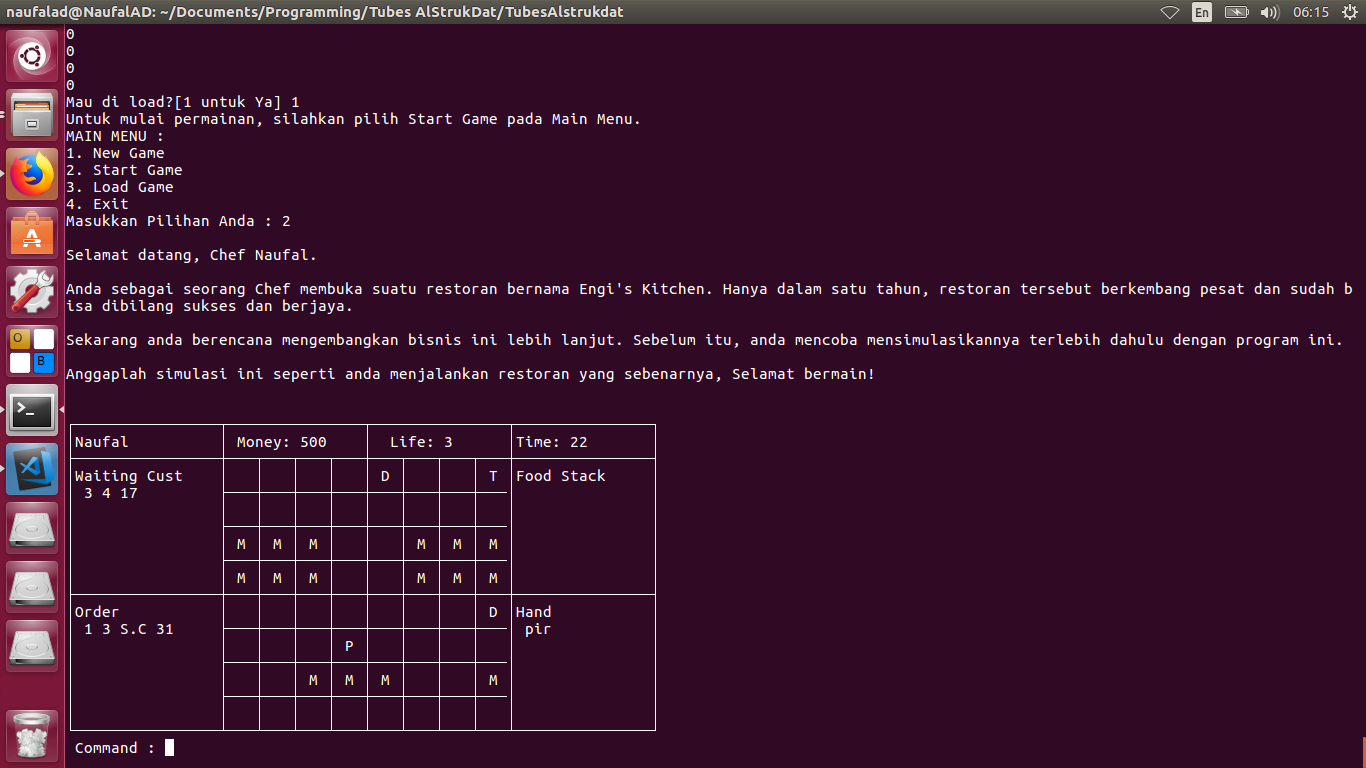 naufalad@NaufalAD: ~/Documents/Programming/Tubes AlStrukDat/TubesAlstrukdat
En
06:15
0
0
0
0
Mau di load?[1 untuk Ya] 1
Untuk mulai permainan, silahkan pilih Start Game pada Main Menu.
MAIN MENU :
1. New Game
2. Start Game
3. Load Game
4. Exit
Masukkan Pilihan Anda : 2
Selamat datang, Chef Naufal.
Anda sebagai seorang Chef membuka suatu restoran bernama Engi's Kitchen. Hanya dalam satu tahun, restoran tersebut berkembang pesat dan sudah b
isa dibilang sukses dan berjaya.
Sekarang anda berencana mengembangkan bisnis ini lebih lanjut. Sebelum itu, anda mencoba mensimulasikannya terlebih dahulu dengan program ini.
Anggaplah simulasi ini seperti anda menjalankan restoran yang sebenarnya, Selamat bermain!
Naufal Money: 500 Life: 3 Time: 22
Waiting Cust D T Food Stack
3 4 17
M M M M M M
M M M M M M
Order D Hand
1 3 S.C 31 pir
P
M M M M
Command :
O
B